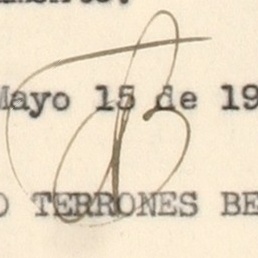 Mayo 15 de 19
O TERRONES BE